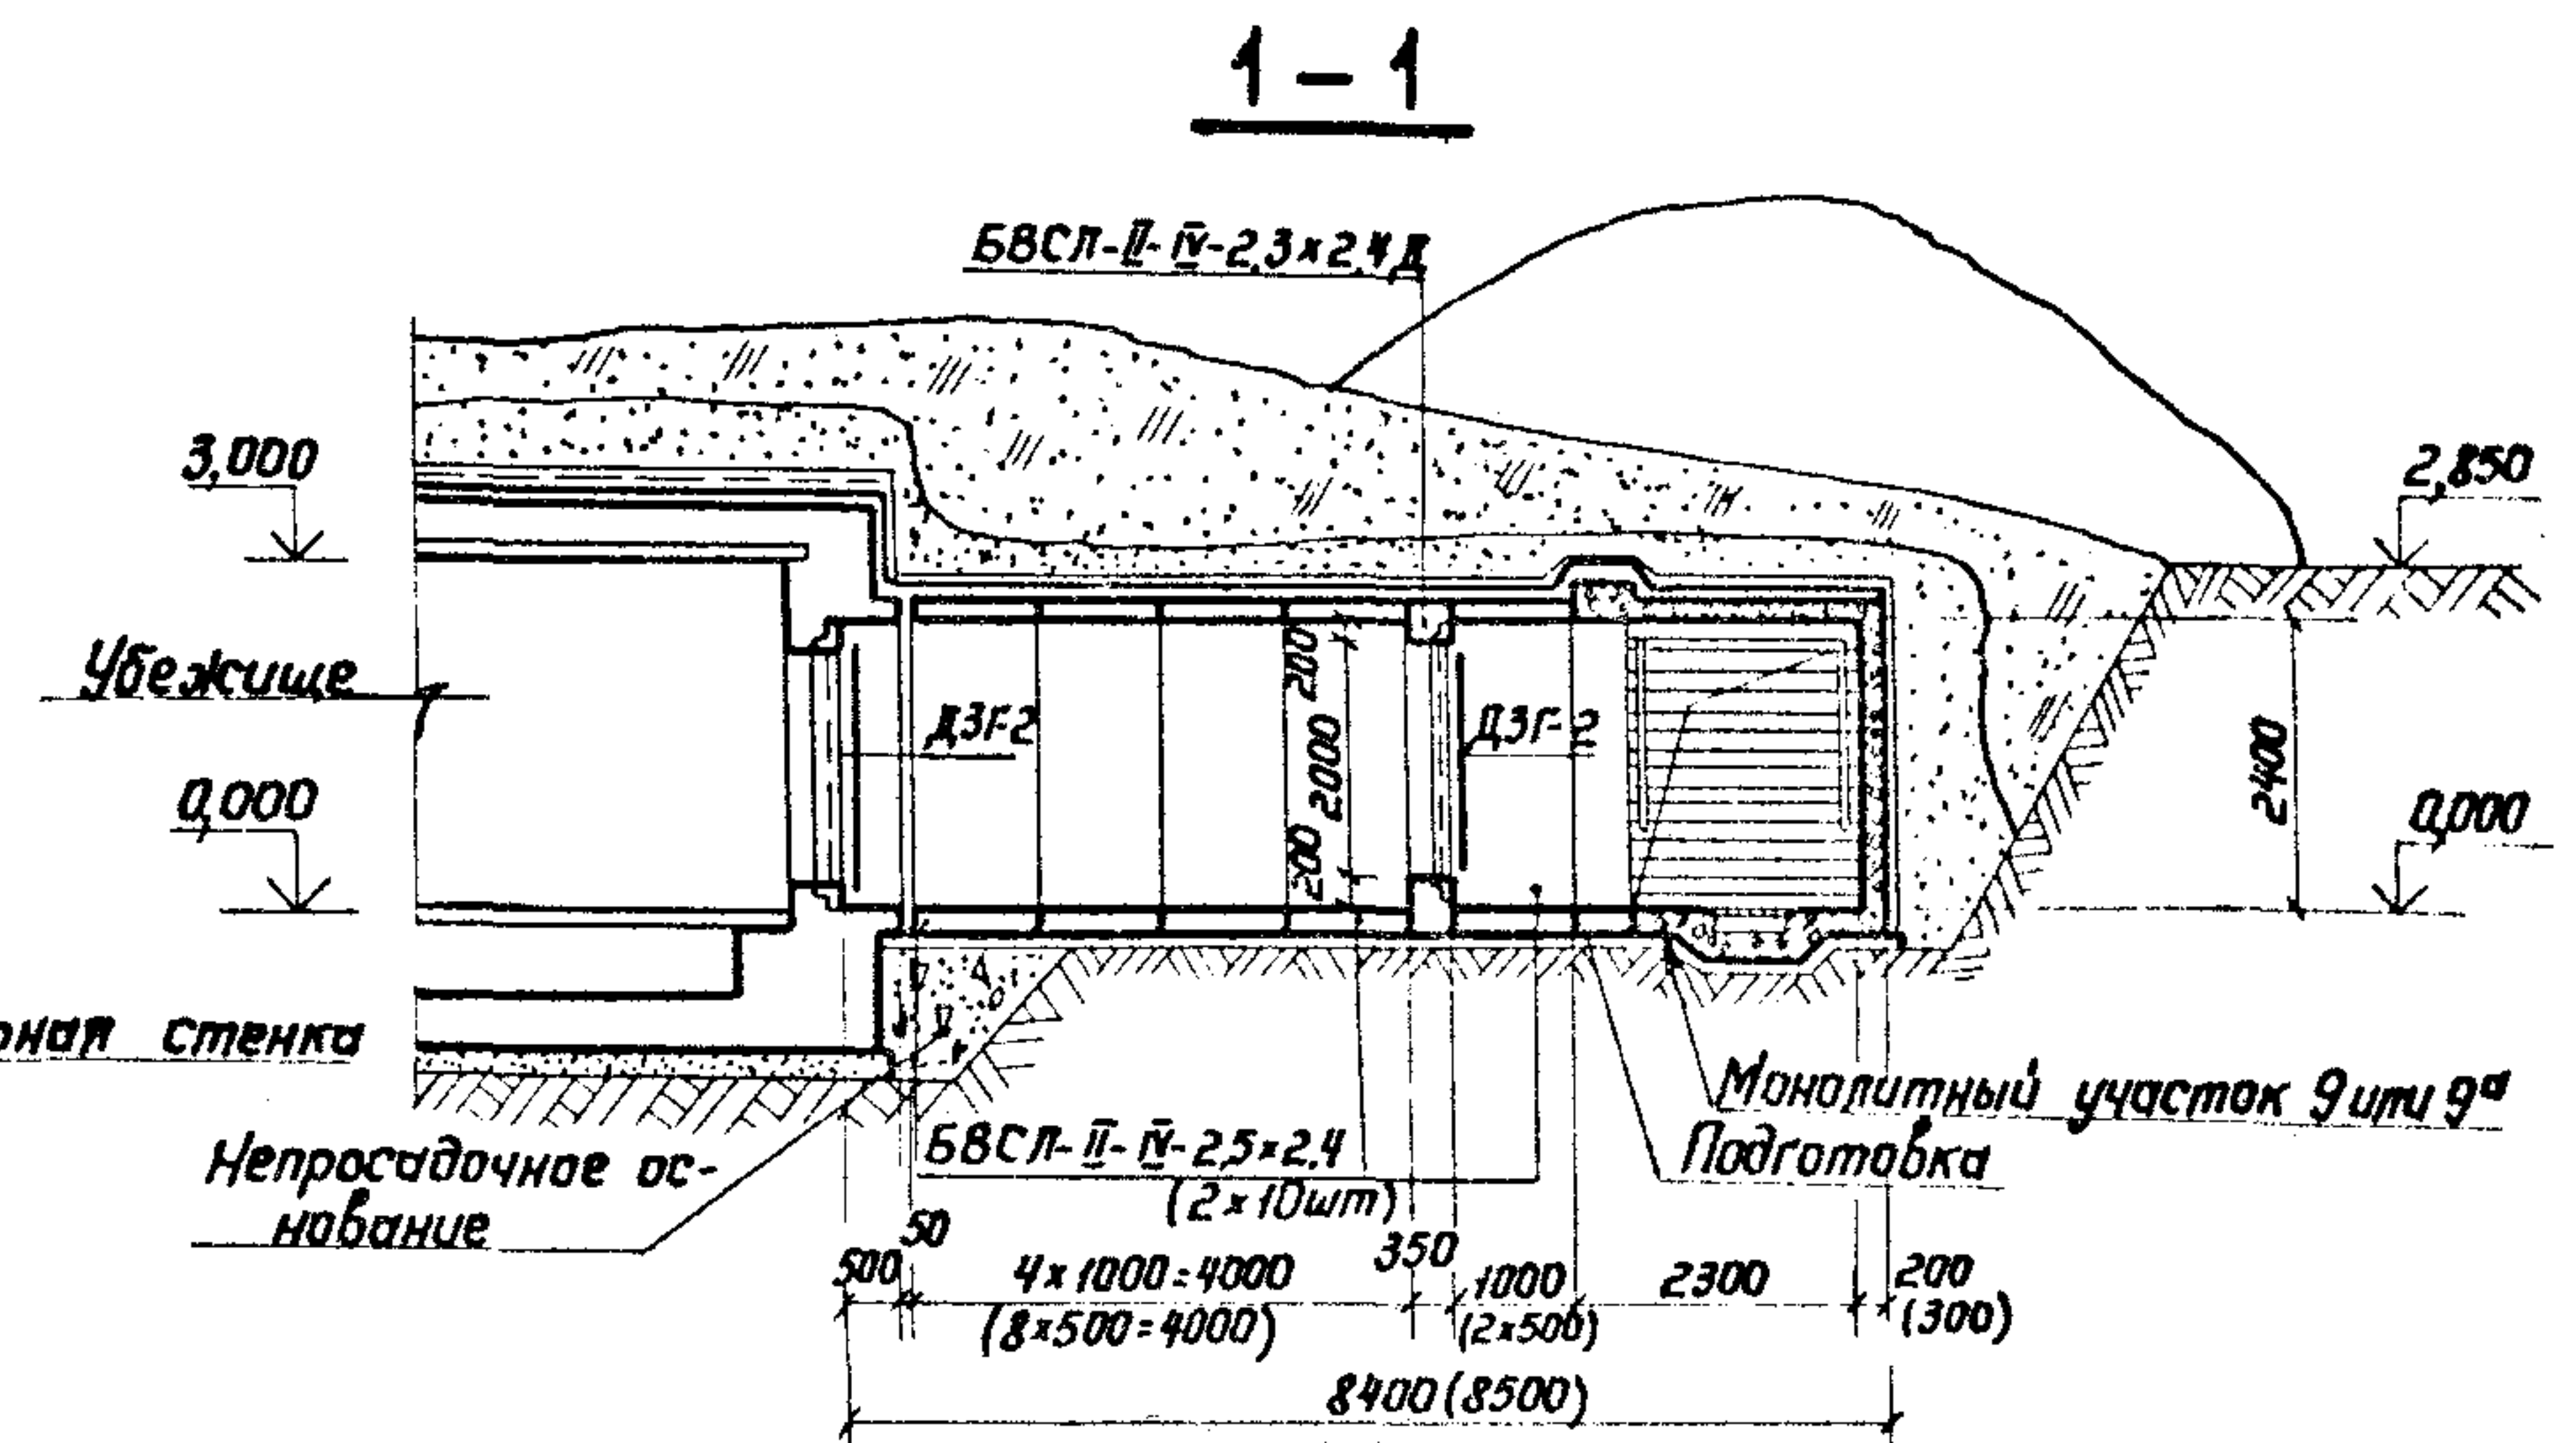 1 – 1
БВСЛ-II-IV-2,3×2,4Д
3,000
2,850
Убежище
ДЗГ-2
ДЗГ-2
200
2000
200
2400
0,000
0,000
стенка
Монолитный участок 9 или 9а
Подготовка
Непросадочное ос-
нование
БВСЛ-II-IV-2,5×2,4
(2×10шт)
500
50
4×1000=4000
(8×500=4000)
350
1000
(2×500)
2300
200
(300)
8400(8500)